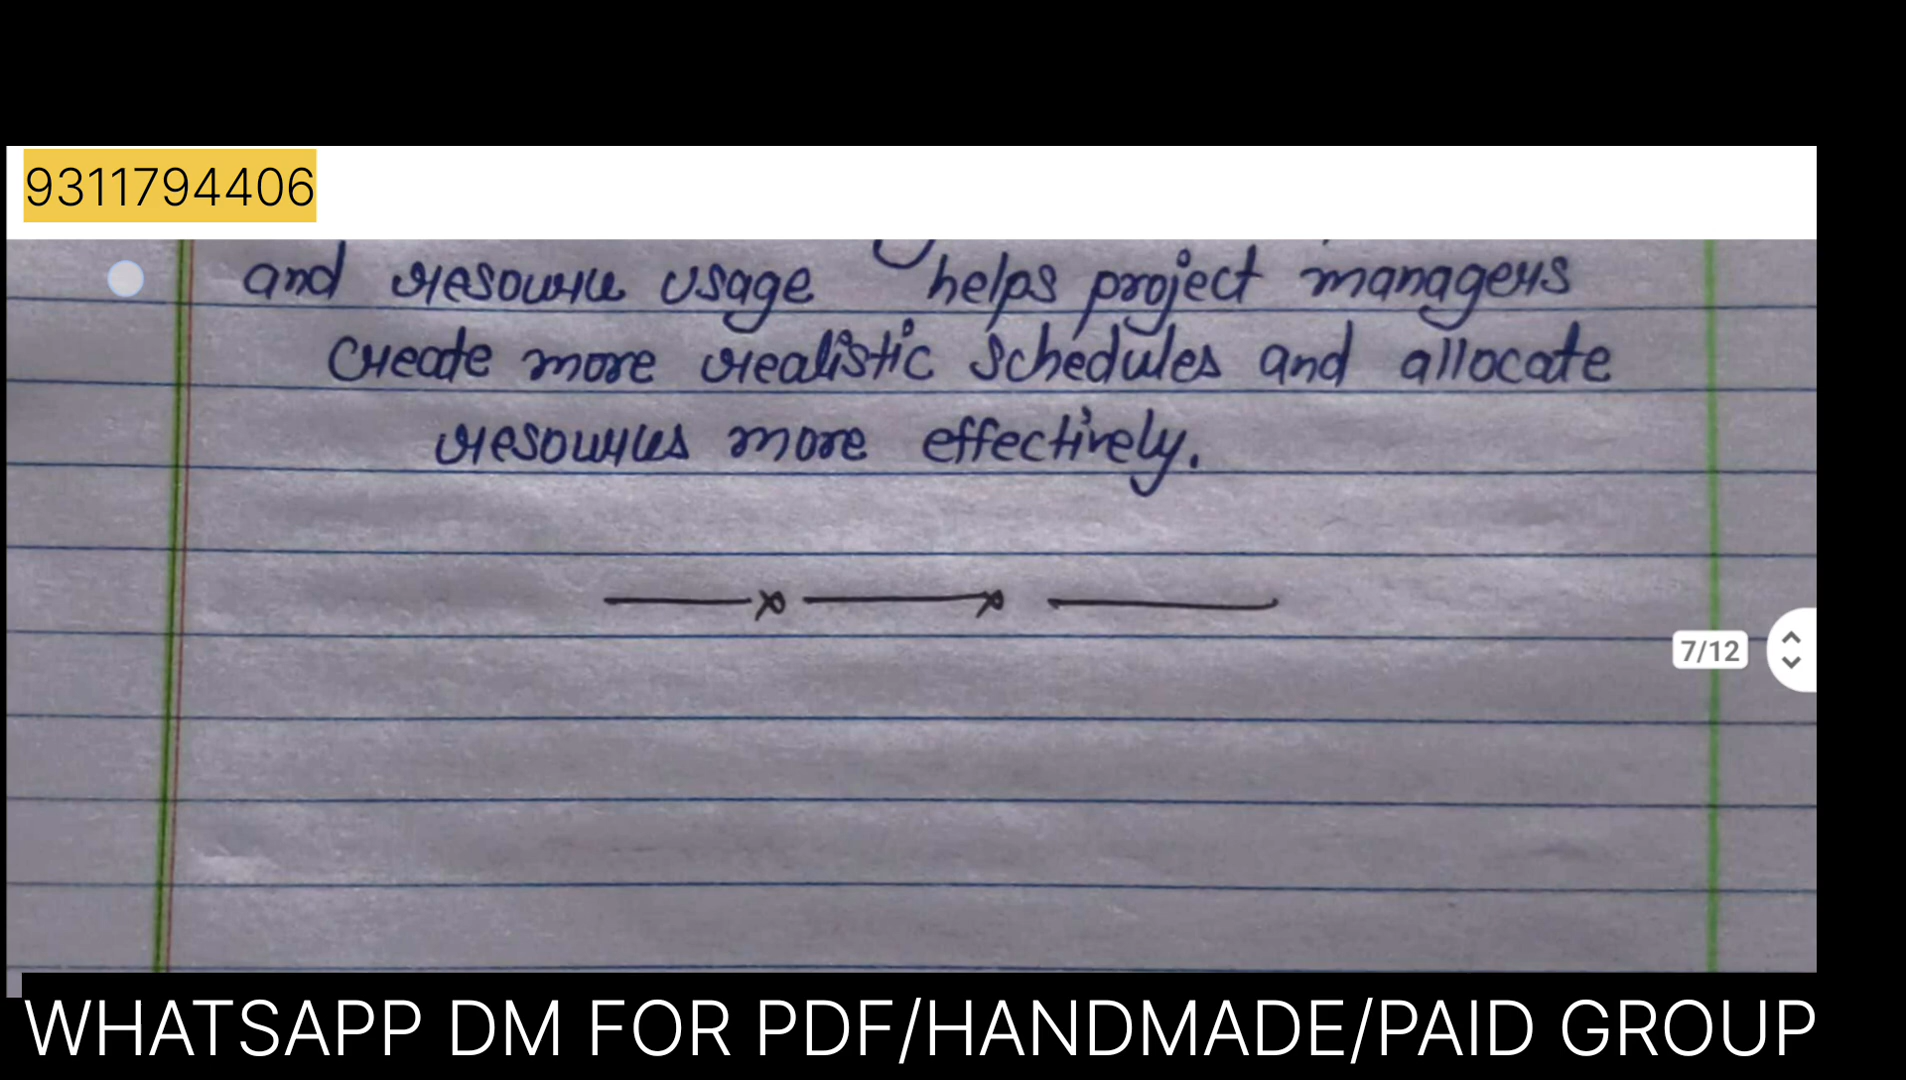 9311794406
and resource usage helps project managers
create more realistic schedules and allocate
resources more effectively.
7/12
WHATSAPP DM FOR PDF/HANDMADE/PAID GROUP